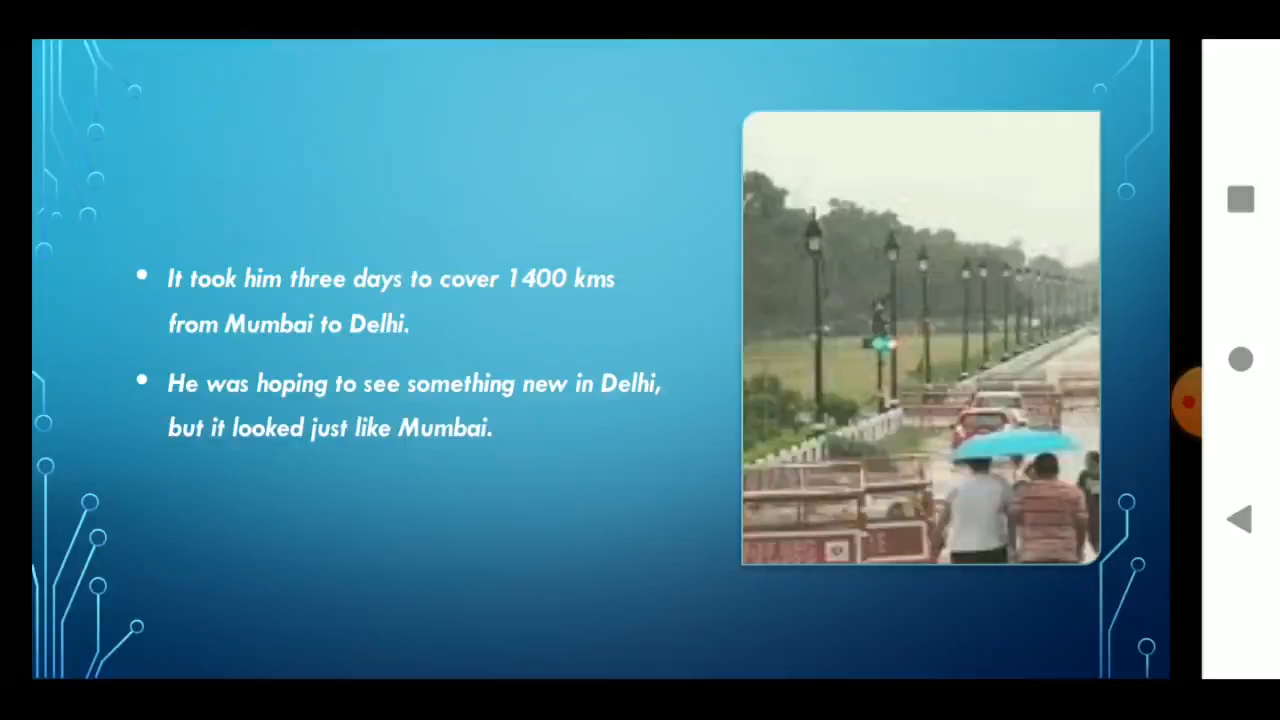 It took him three days to cover 1400 kms
from Mumbai to Delhi.
He was hoping to see something new in Delhi,
but it looked just like Mumbai.